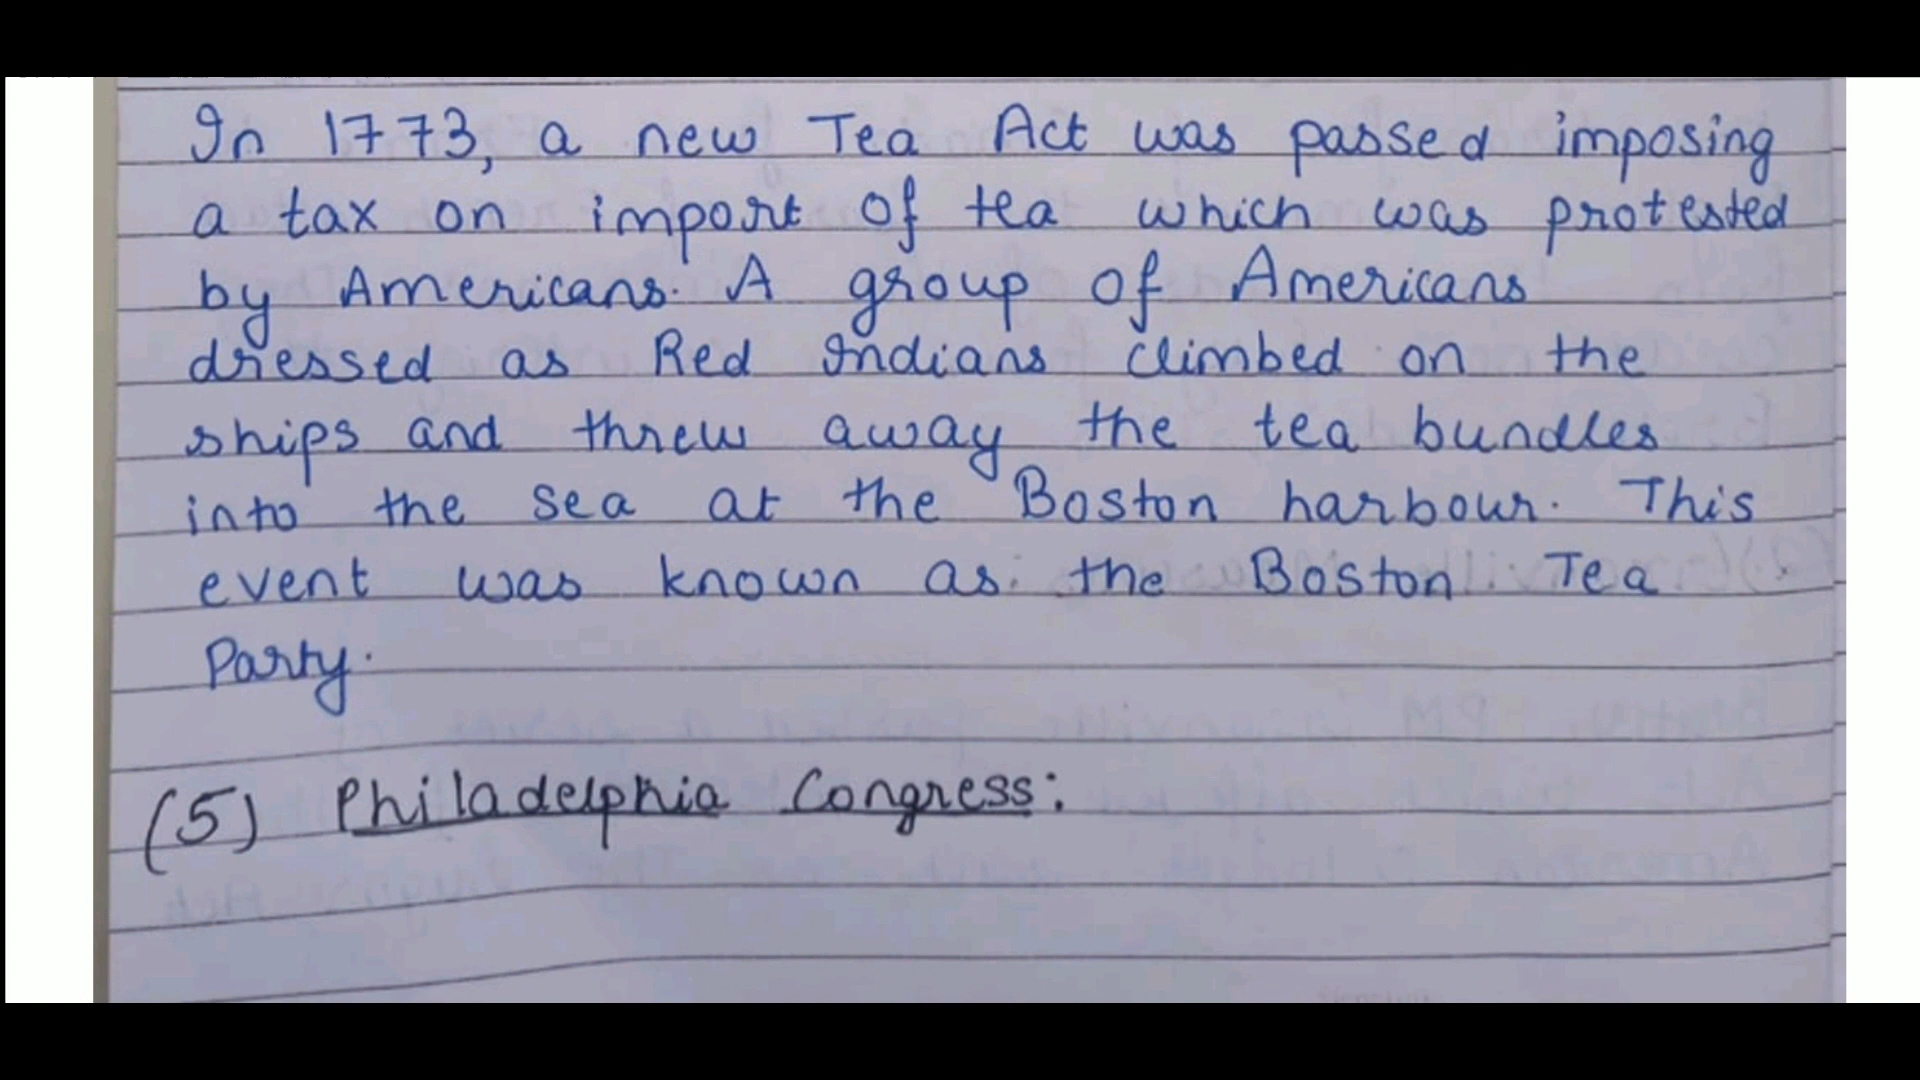 In 1773, a new Tea Act was passed imposing
a tax on import of tea which was protested
by Americans. A group of Americans
dressed as Red Indians climbed on the
ships and threw away the tea bundles
into the sea at the Boston harbour. This
event was known as the Boston Tea
Party.
(5) Philadelphia Congress: